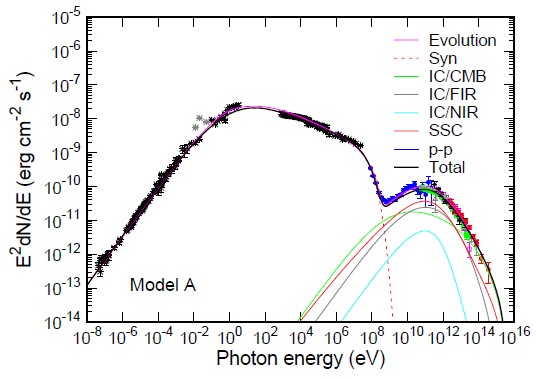 10^-5
10^-6
10^-7
10^-8
10^-9
10^-10
10^-11
10^-12
10^-13
10^-14
E^2dN/dE (erg cm^-2 s^-1)
Evolution
Syn
IC/CMB
IC/FIR
IC/NIR
SSC
p-p
Total
Model A
10^-8 10^-6 10^-4 10^-2 10^0 10^2 10^4 10^6 10^8 10^10 10^12 10^14 10^16
Photon energy (eV)